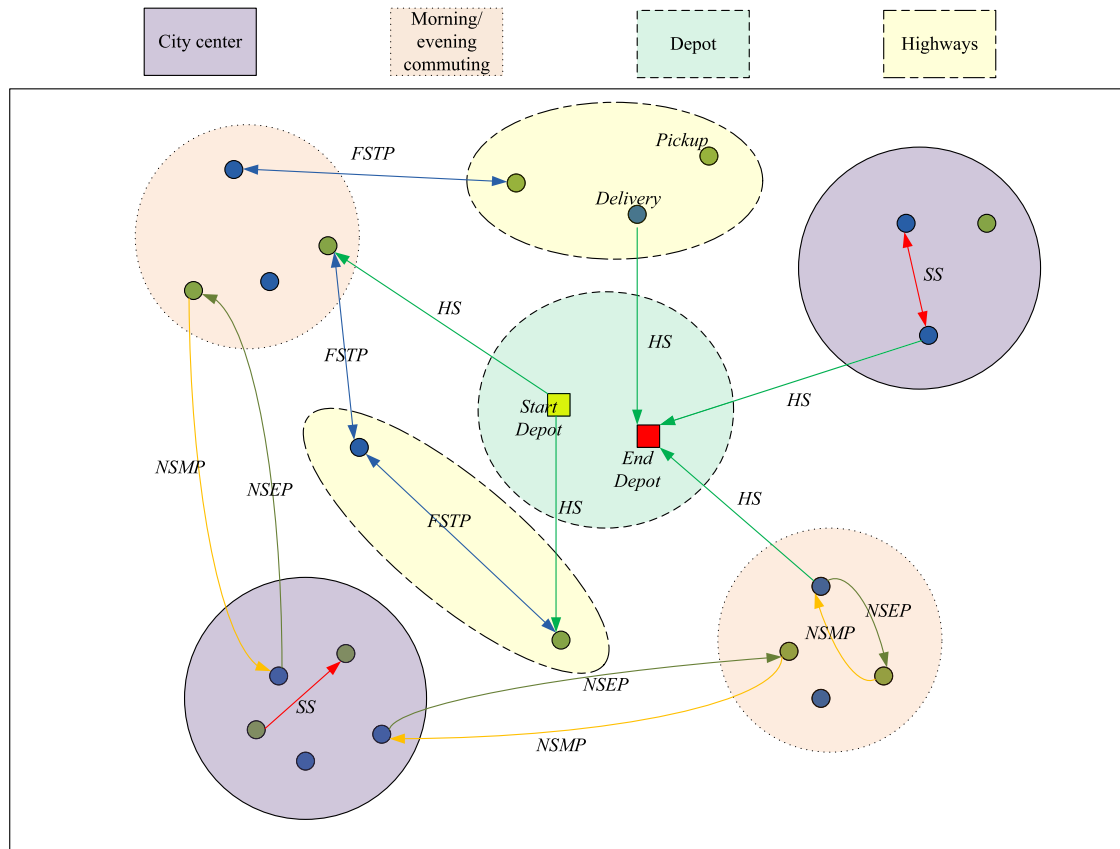 City center
Morning/
evening
commuting
Depot
Highways
Pickup
FSTP
Delivery
SS
HS
HS
FSTP
HS
Start
Depot
End
Depot
NSMP
NSEP
HS
HS
FSTP
NSEP
NSMP
NSEP
SS
NSMP